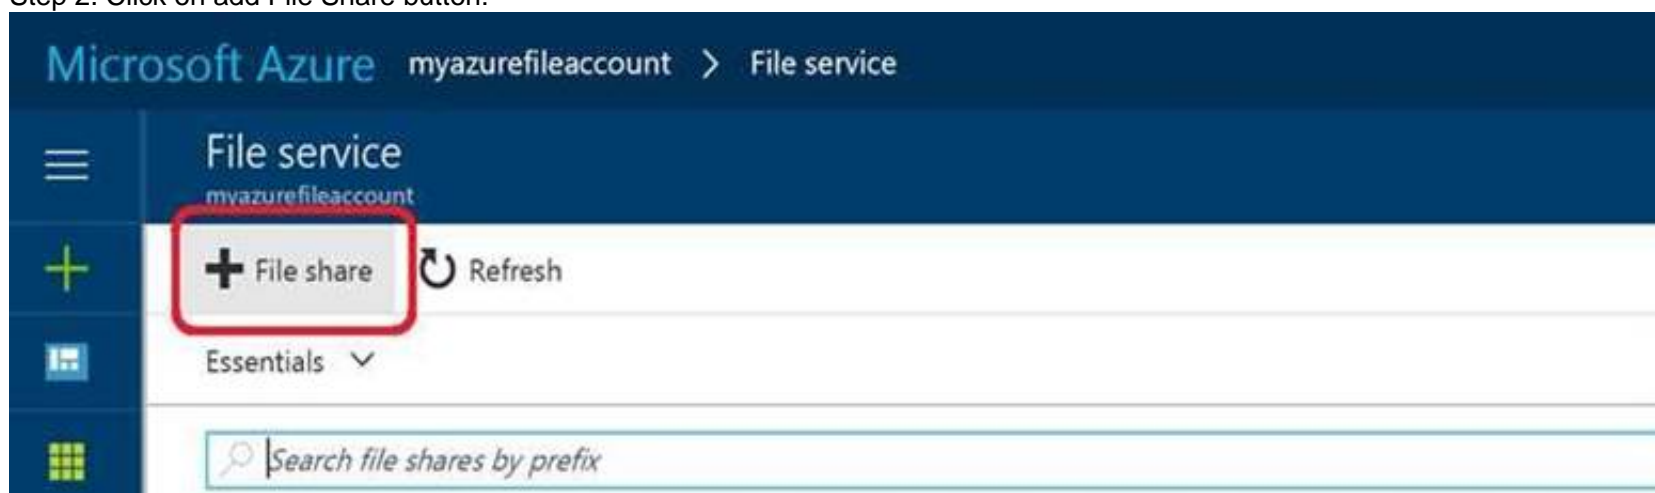 Step 2: Click on add File Share button.
Microsoft Azure myazurefileaccount > File service
File service
myazurefileaccount
+ File share Refresh
Essentials
Search file shares by prefix